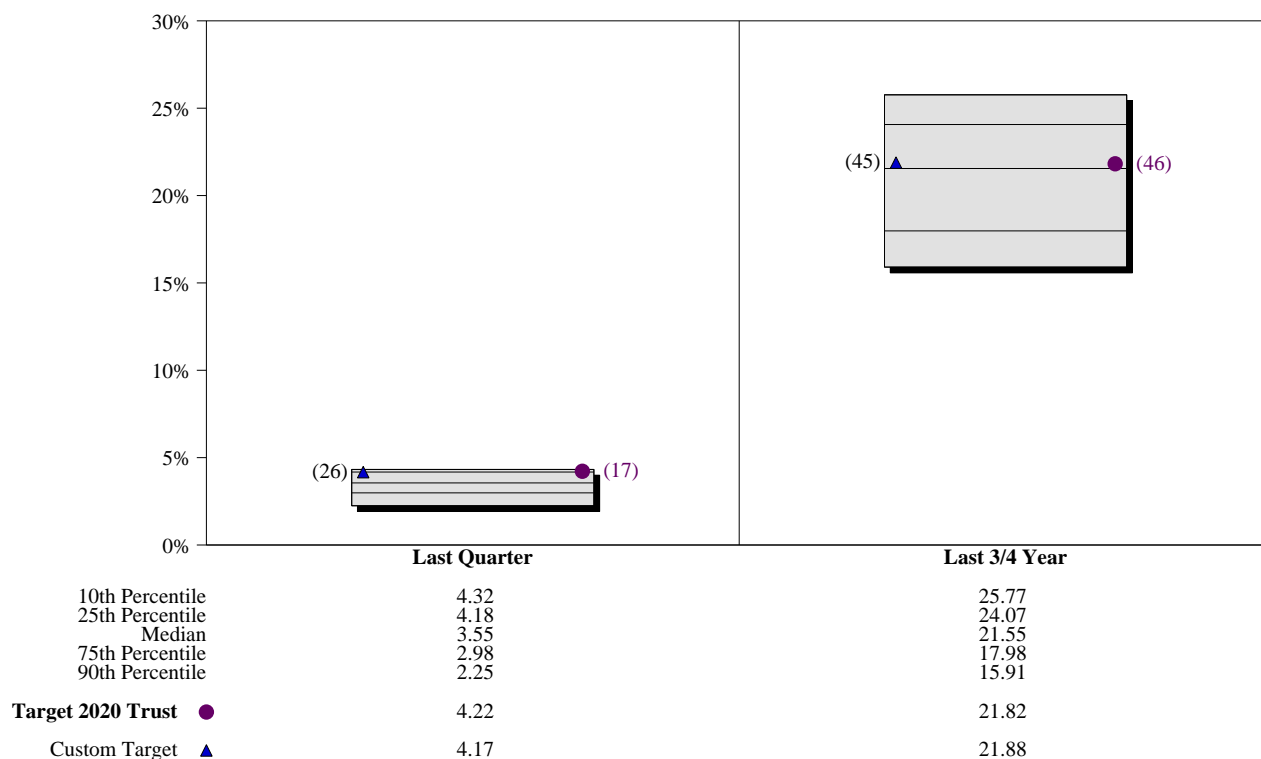 30%
25%
20%
15%
10%
5%
0%
(26)
(17)
(45)
(46)
Last Quarter Last 3/4 Year
10th Percentile 4.32 25.77
25th Percentile 4.18 24.07
Median 3.55 21.55
75th Percentile 2.98 17.98
90th Percentile 2.25 15.91
Target 2020 Trust 4.22 21.82
Custom Target 4.17 21.88